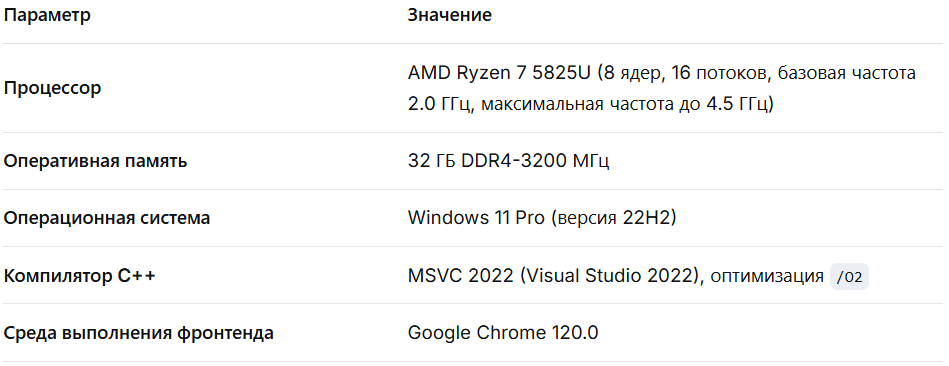 Параметр Значение
Процессор AMD Ryzen 7 5825U (8 ядер, 16 потоков, базовая частота
2.0 ГГц, максимальная частота до 4.5 ГГц)
Оперативная память 32 ГБ DDR4-3200 МГц
Операционная система Windows 11 Pro (версия 22H2)
Компилятор C++ MSVC 2022 (Visual Studio 2022), оптимизация /O2
Среда выполнения фронтенда Google Chrome 120.0